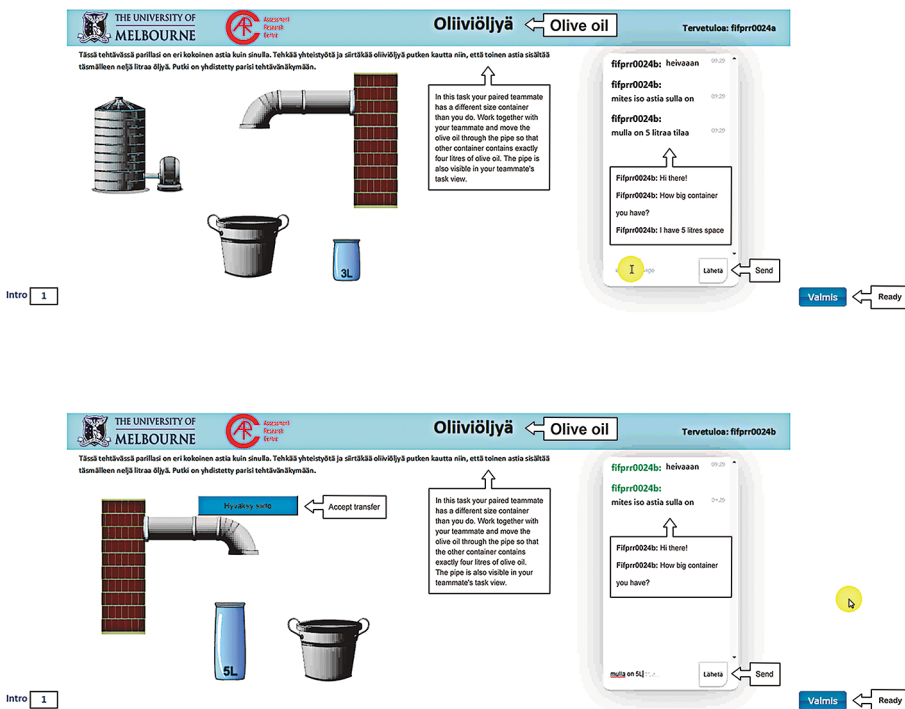 THE UNIVERSITY OF
MELBOURNE
Assessment
Research
Centre
Oliiviöljyä
Olive oil
Tervetuloa: fifprr0024a
Tässä tehtävässä parillasi on eri kokoinen astia kuin sinulla. Tehkää yhteistyötä ja siirtäkää oliiviöljyä putken kautta niin, että toinen astia sisältää
täsmälleen neljä litraa öljyä. Putki on yhdistetty parisi tehtävänäkymään.
In this task your paired teammate
has a different size container
than you do. Work together with
your teammate and move the
olive oil through the pipe so that
other container contains exactly
four litres of olive oil. The pipe is
also visible in your teammate's
task view.
3L
fifprr0024b: heivaaan 09:29
fifprr0024b:
mites iso astia sulla on 09:29
fifprr0024b:
mulla on 5 litraa tilaa 09:29
Fifprr0024b: Hi there!
Fifprr0024b: How big container
you have?
Fifprr0024b: I have 5 litres space
Lähetä
Send
Intro 1
Valmis
Ready
THE UNIVERSITY OF
MELBOURNE
Assessment
Research
Centre
Oliiviöljyä
Olive oil
Tervetuloa: fifprr0024b
Tässä tehtävässä parillasi on eri kokoinen astia kuin sinulla. Tehkää yhteistyötä ja siirtäkää oliiviöljyä putken kautta niin, että toinen astia sisältää
täsmälleen neljä litraa öljyä. Putki on yhdistetty parisi tehtävänäkymään.
Hyväksy siirto
Accept transfer
In this task your paired teammate
has a different size container
than you do. Work together with
your teammate and move the
olive oil through the pipe so that
the other container contains
exactly four litres of olive oil.
The pipe is also visible in your
teammate's task view.
5L
fifprr0024b: heivaaan 09:29
fifprr0024b:
mites iso astia sulla on 09:29
Fifprr0024b: Hi there!
Fifprr0024b: How big container
you have?
mulla on 5L
Lähetä
Send
Intro 1
Valmis
Ready